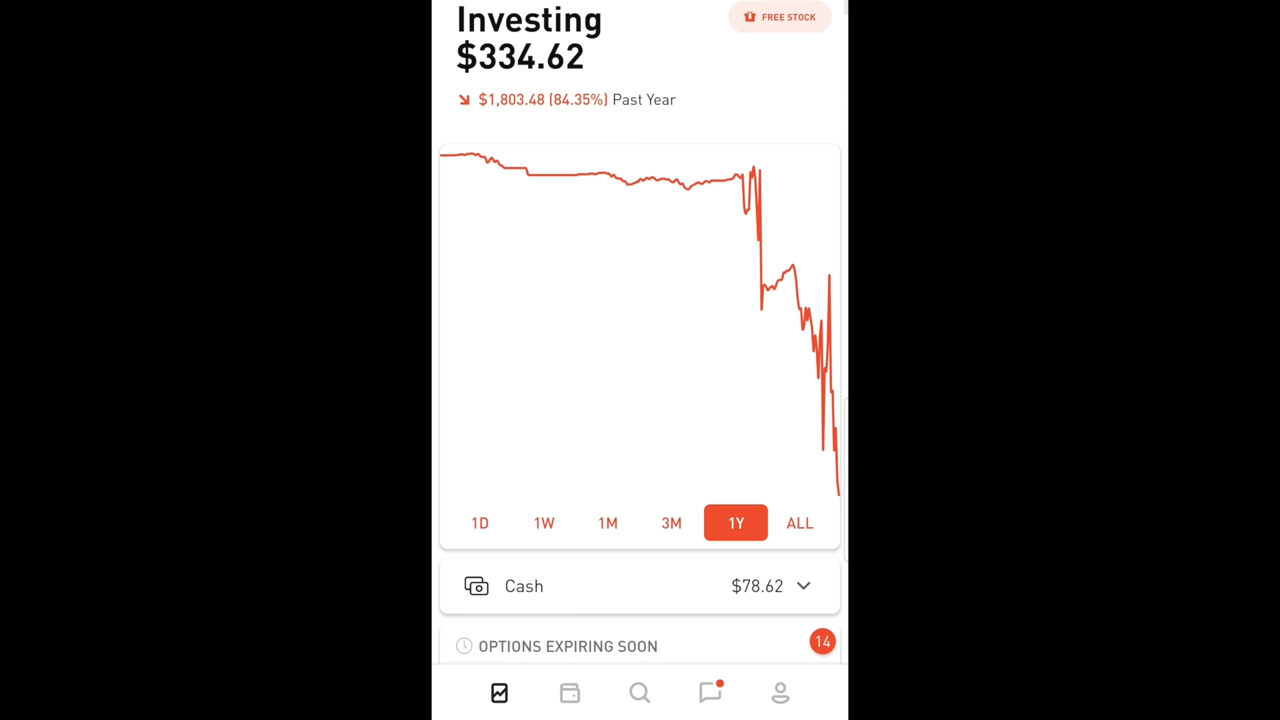 Investing
FREE STOCK
$334.62
$1,803.48 (84.35%) Past Year
1D 1W 1M 3M 1Y ALL
Cash $78.62
OPTIONS EXPIRING SOON 14